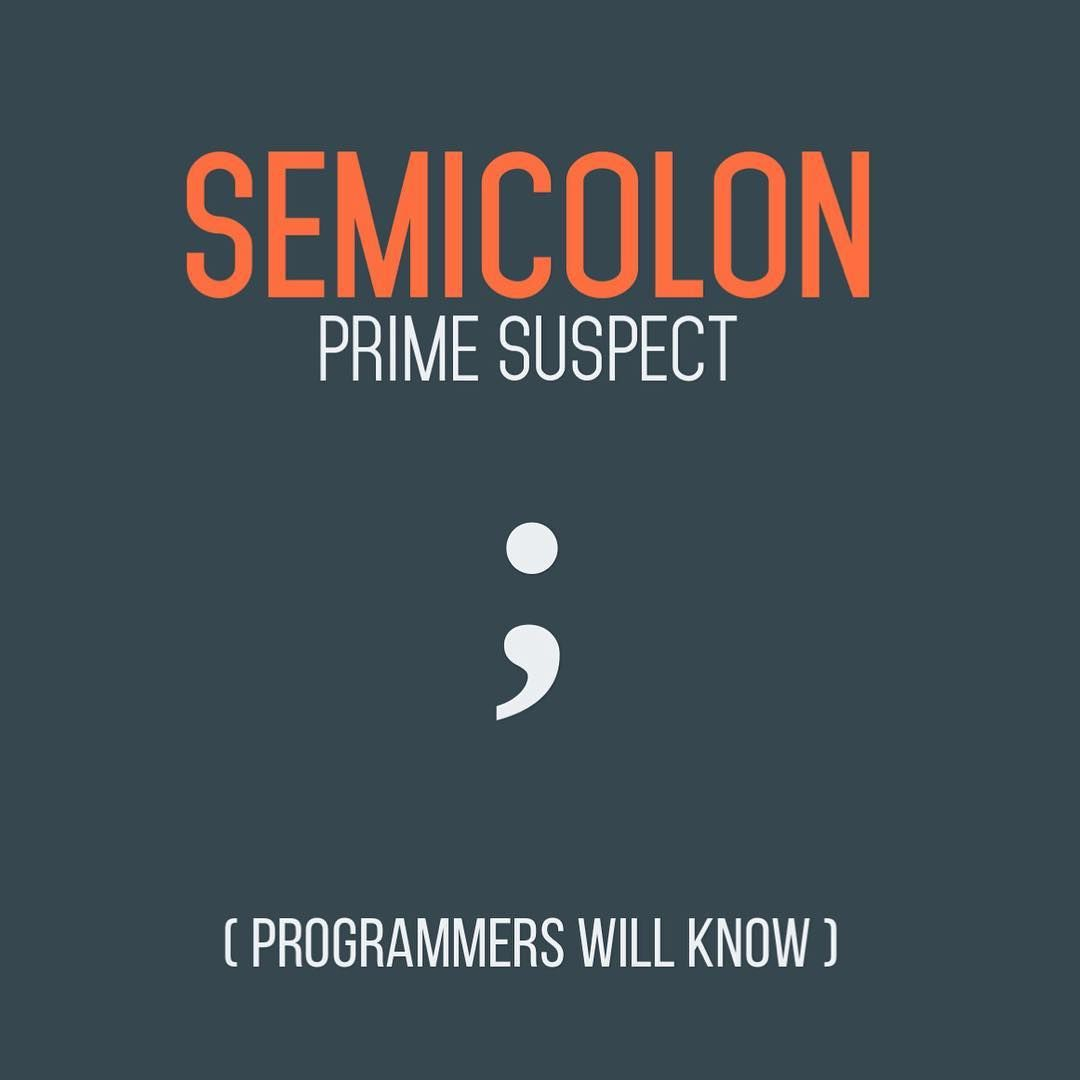 SEMICOLON
PRIME SUSPECT
;
( PROGRAMMERS WILL KNOW )